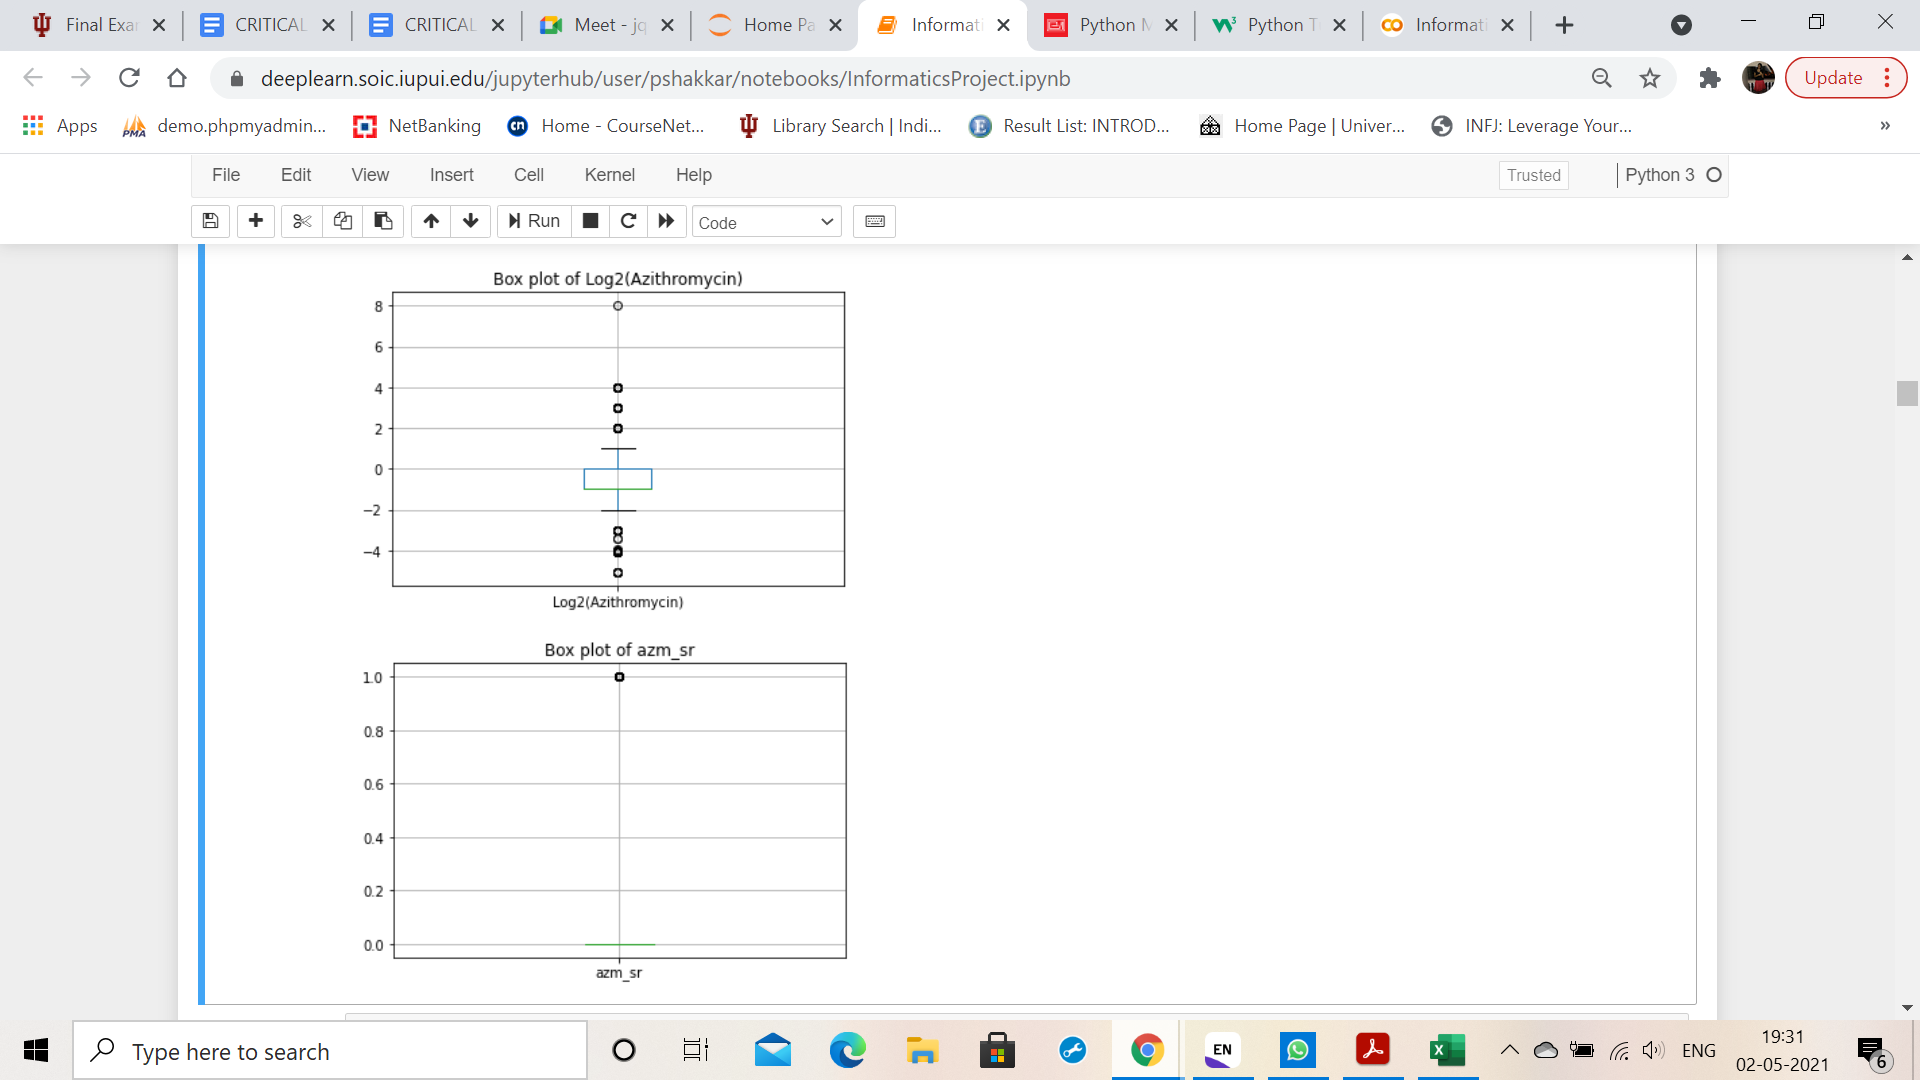 Final Exar
CRITICAL
CRITICAL
Meet - jq
Home Pa
Informati
Python M
Python T
Informati
deeplearn.soic.iupui.edu/jupyterhub/user/pshakkar/notebooks/InformaticsProject.ipynb
Update
Apps
demo.phpmyadmin...
NetBanking
Home - CourseNet...
Library Search | Indi...
Result List: INTROD...
Home Page | Univer...
INFJ: Leverage Your...
»
File
Edit
View
Insert
Cell
Kernel
Help
Trusted
Python 3
Run
Code
Box plot of Log2(Azithromycin)
8
6
4
2
0
−2
−4
Log2(Azithromycin)
Box plot of azm_sr
1.0
0.8
0.6
0.4
0.2
0.0
azm_sr
Type here to search
EN
ENG
19:31
02-05-2021
6